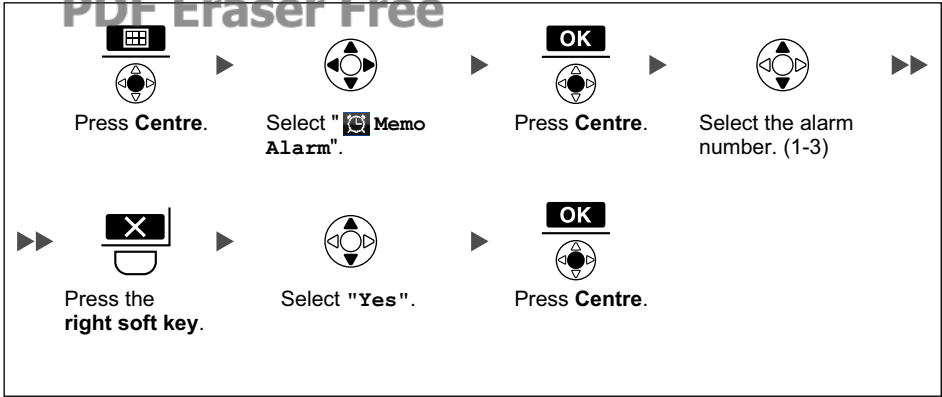 PDF Eraser Free
OK
OK
Press Centre.
Select " Memo
Alarm".
Press Centre.
Select the alarm
number. (1-3)
Press the
right soft key.
Select "Yes".
Press Centre.